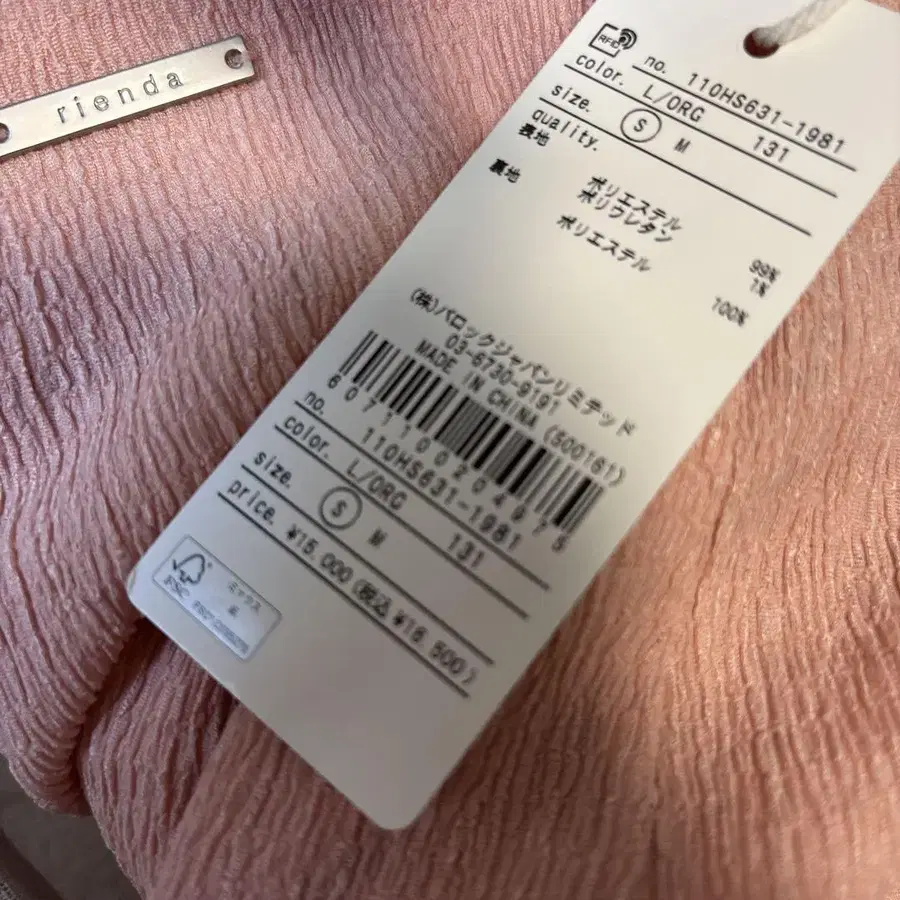 rienda
RFID
no. 110HS631-1981
color. L/ORG 131
size. S M
quality.
表地 ポリエステル 99%
ポリウレタン 1%
裏地 ポリエステル 100%
(株)バロックジャパンリミテッド
03-6730-9191
MADE IN CHINA (500161)
6071100204975
no. 110HS631-1981
color. L/ORG 131
size. S M
price. ¥15,000(税込¥16,500)
FSC
ミックス